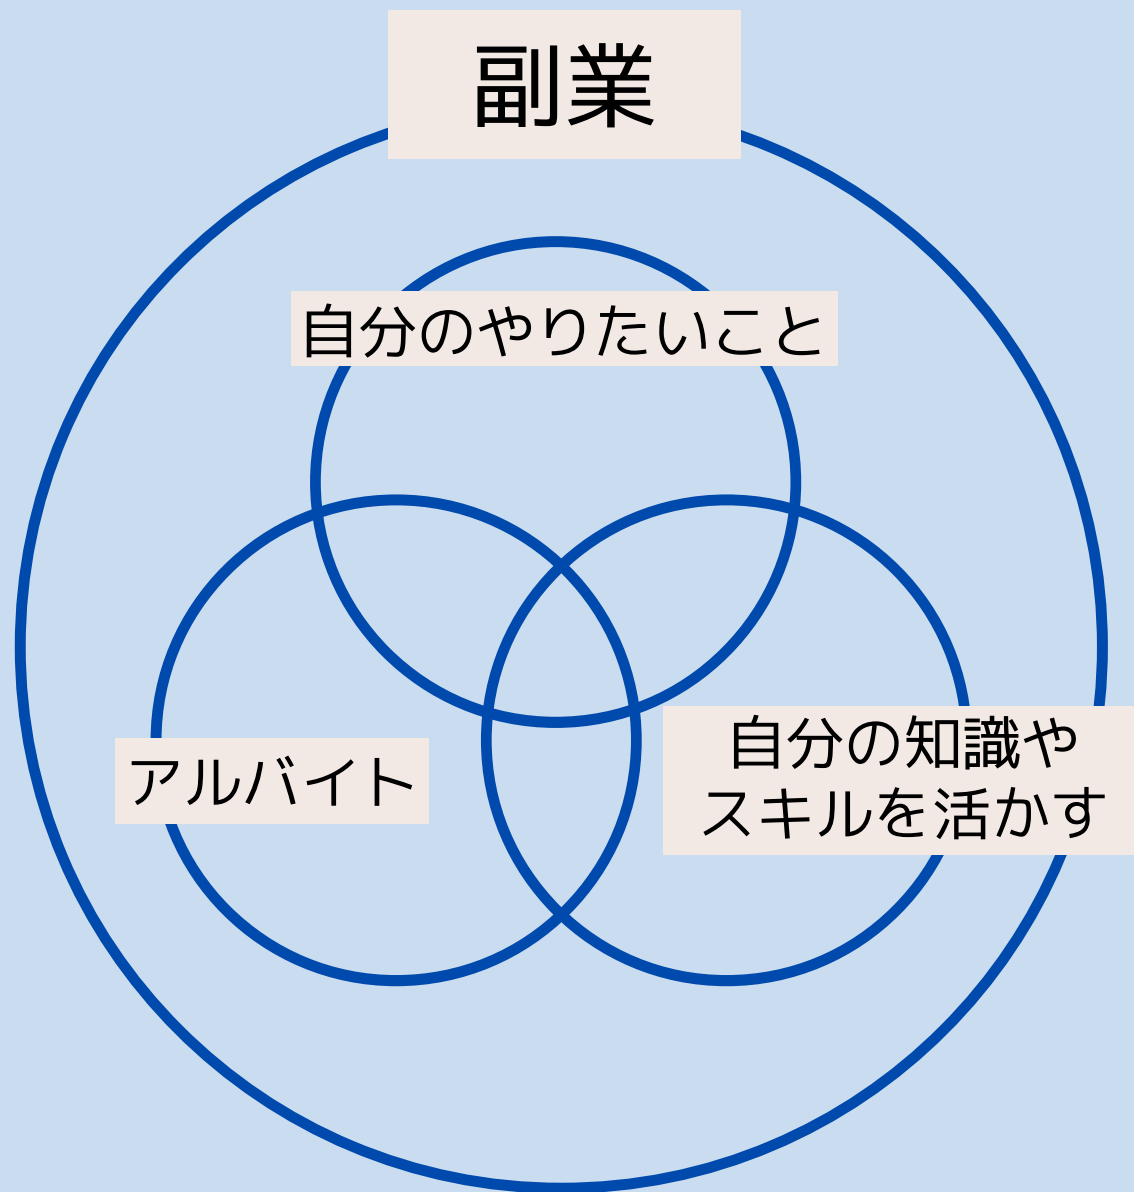 副業
自分のやりたいこと
アルバイト
自分の知識や
スキルを活かす